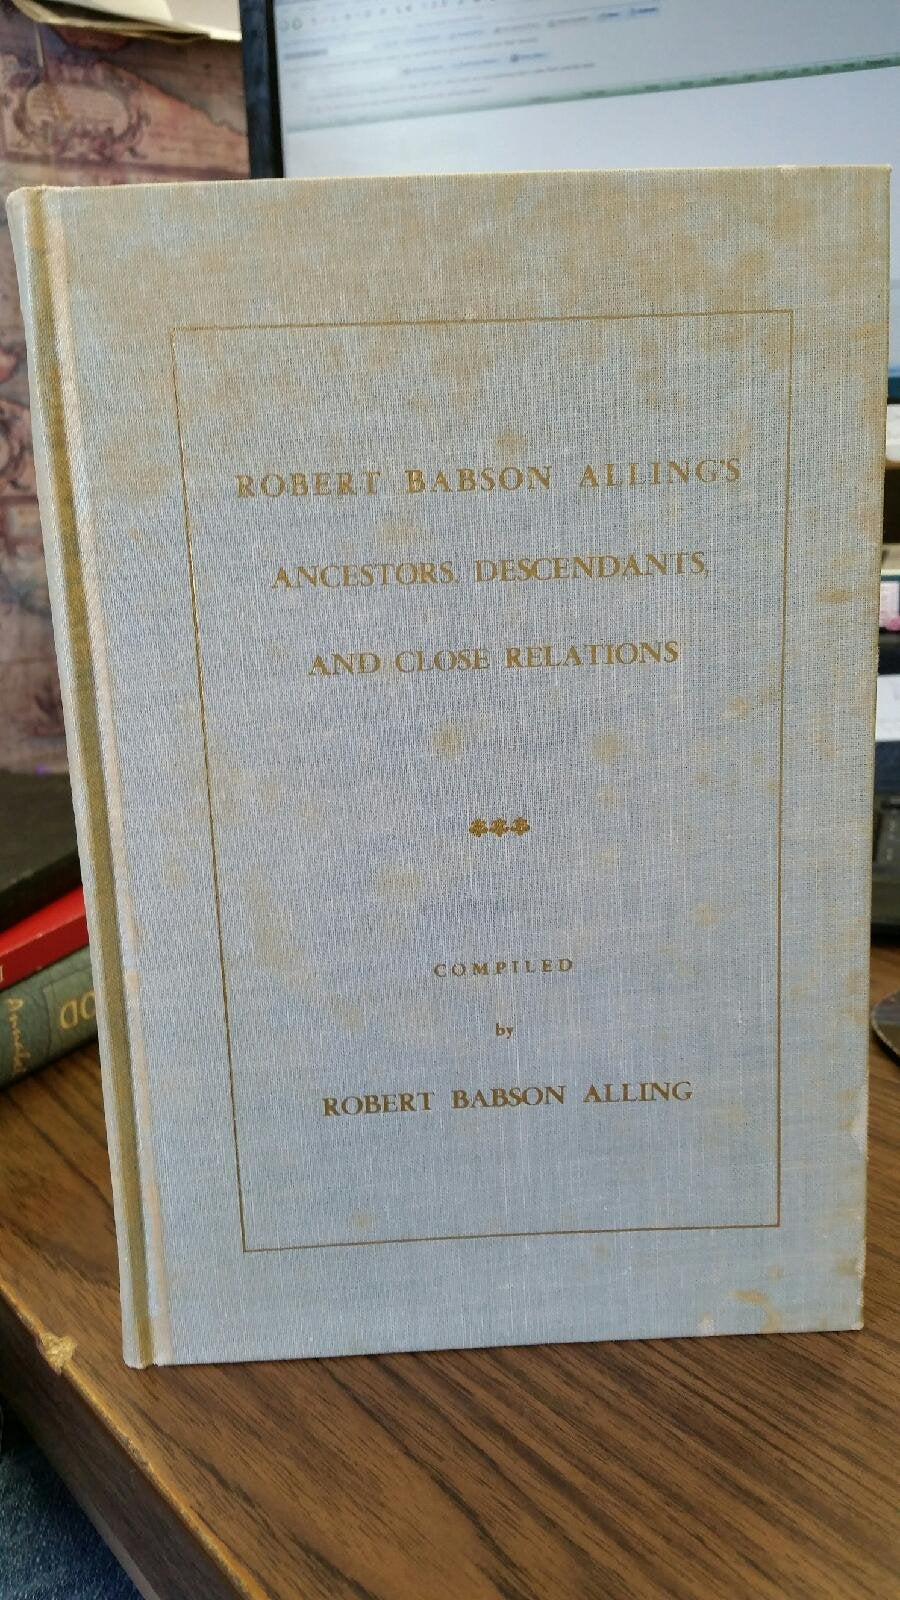 ROBERT BABSON ALLING'S
ANCESTORS, DESCENDANTS,
AND CLOSE RELATIONS
COMPILED
by
ROBERT BABSON ALLING